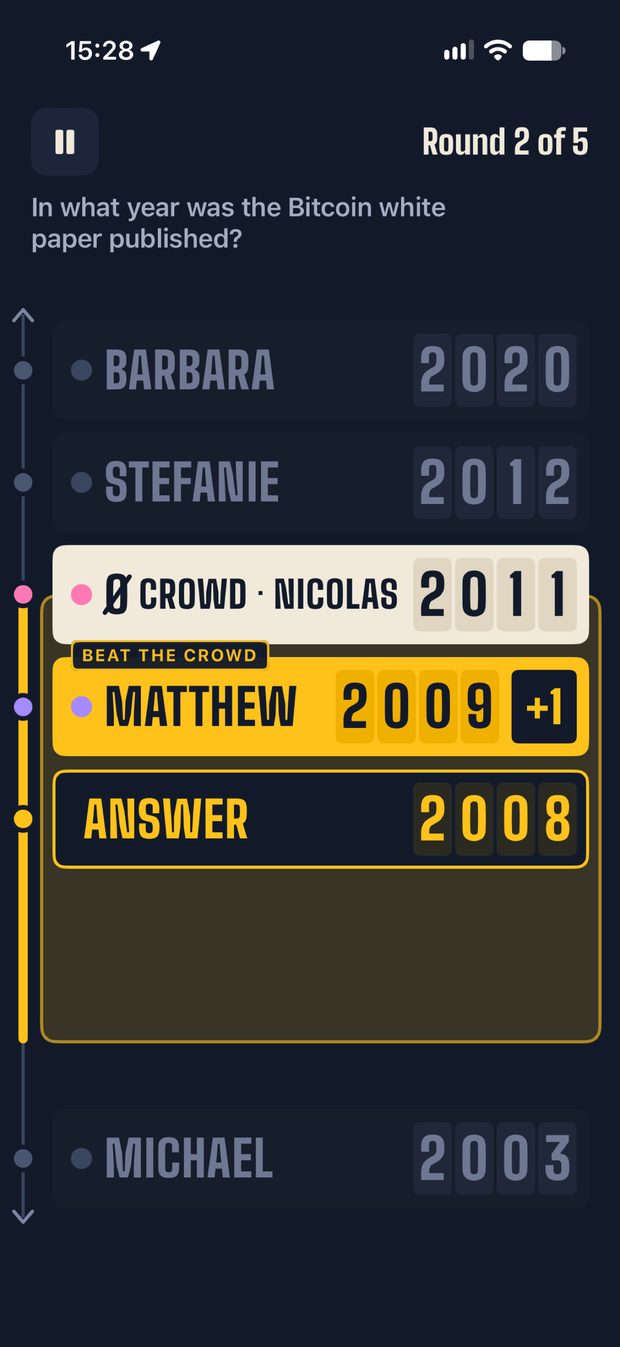 15:28
Round 2 of 5
In what year was the Bitcoin white
paper published?
BARBARA 2020
STEFANIE 2012
Ø CROWD · NICOLAS 2011
BEAT THE CROWD
MATTHEW 2009 +1
ANSWER 2008
MICHAEL 2003